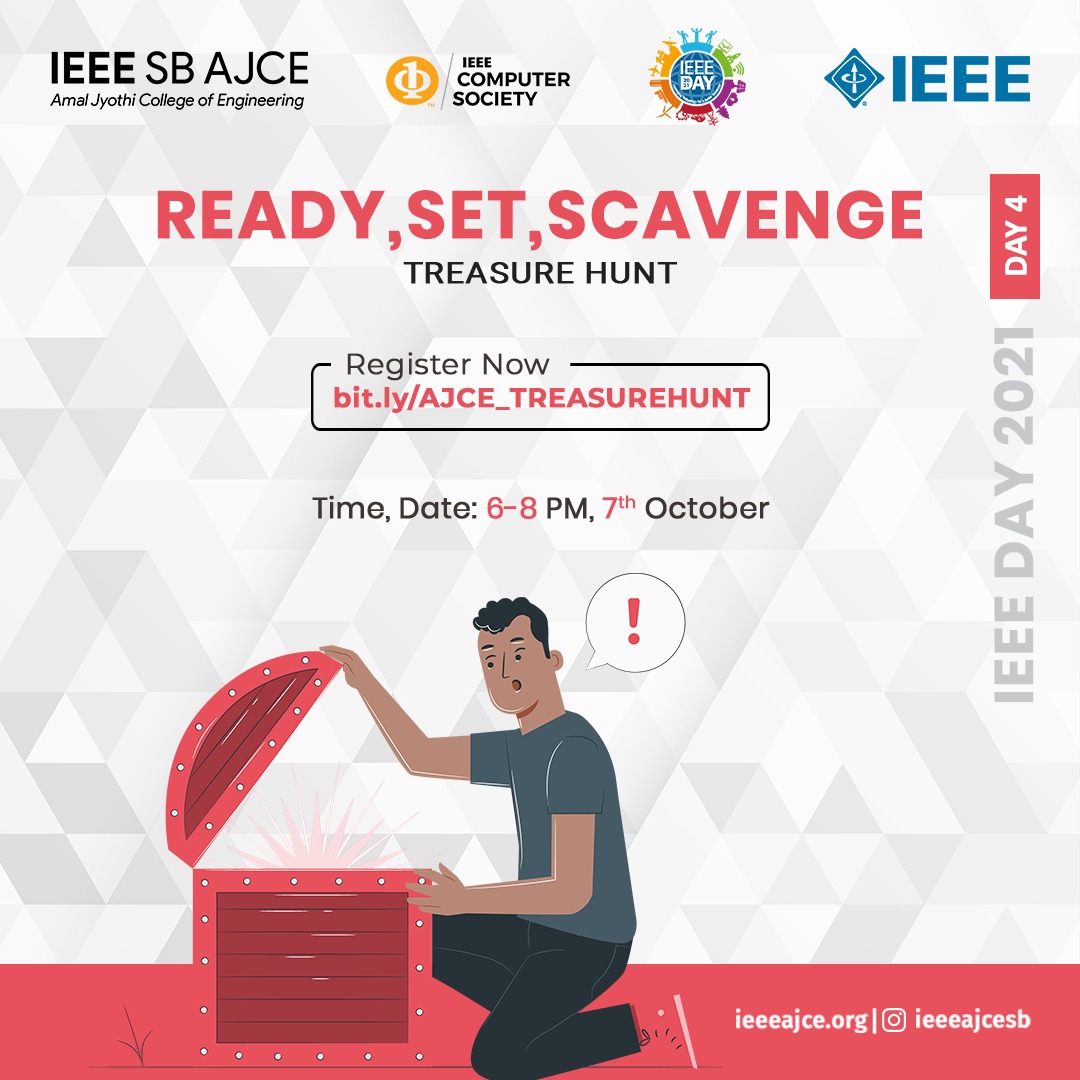 IEEE SB AJCE
Amal Jyothi College of Engineering
IEEE
COMPUTER
SOCIETY
TM
IEEE
2021
DAY
IEEE
READY,SET,SCAVENGE
TREASURE HUNT
DAY 4
IEEE DAY 2021
Register Now
bit.ly/AJCE_TREASUREHUNT
Time, Date: 6-8 PM, 7th October
!
ieeeajce.org| ieeeajcesb